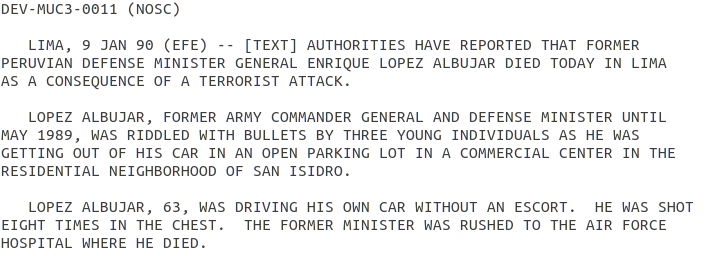 DEV-MUC3-0011 (NOSC)
LIMA, 9 JAN 90 (EFE) -- [TEXT] AUTHORITIES HAVE REPORTED THAT FORMER
PERUVIAN DEFENSE MINISTER GENERAL ENRIQUE LOPEZ ALBUJAR DIED TODAY IN LIMA
AS A CONSEQUENCE OF A TERRORIST ATTACK.
LOPEZ ALBUJAR, FORMER ARMY COMMANDER GENERAL AND DEFENSE MINISTER UNTIL
MAY 1989, WAS RIDDLED WITH BULLETS BY THREE YOUNG INDIVIDUALS AS HE WAS
GETTING OUT OF HIS CAR IN AN OPEN PARKING LOT IN A COMMERCIAL CENTER IN THE
RESIDENTIAL NEIGHBORHOOD OF SAN ISIDRO.
LOPEZ ALBUJAR, 63, WAS DRIVING HIS OWN CAR WITHOUT AN ESCORT.  HE WAS SHOT
EIGHT TIMES IN THE CHEST.  THE FORMER MINISTER WAS RUSHED TO THE AIR FORCE
HOSPITAL WHERE HE DIED.